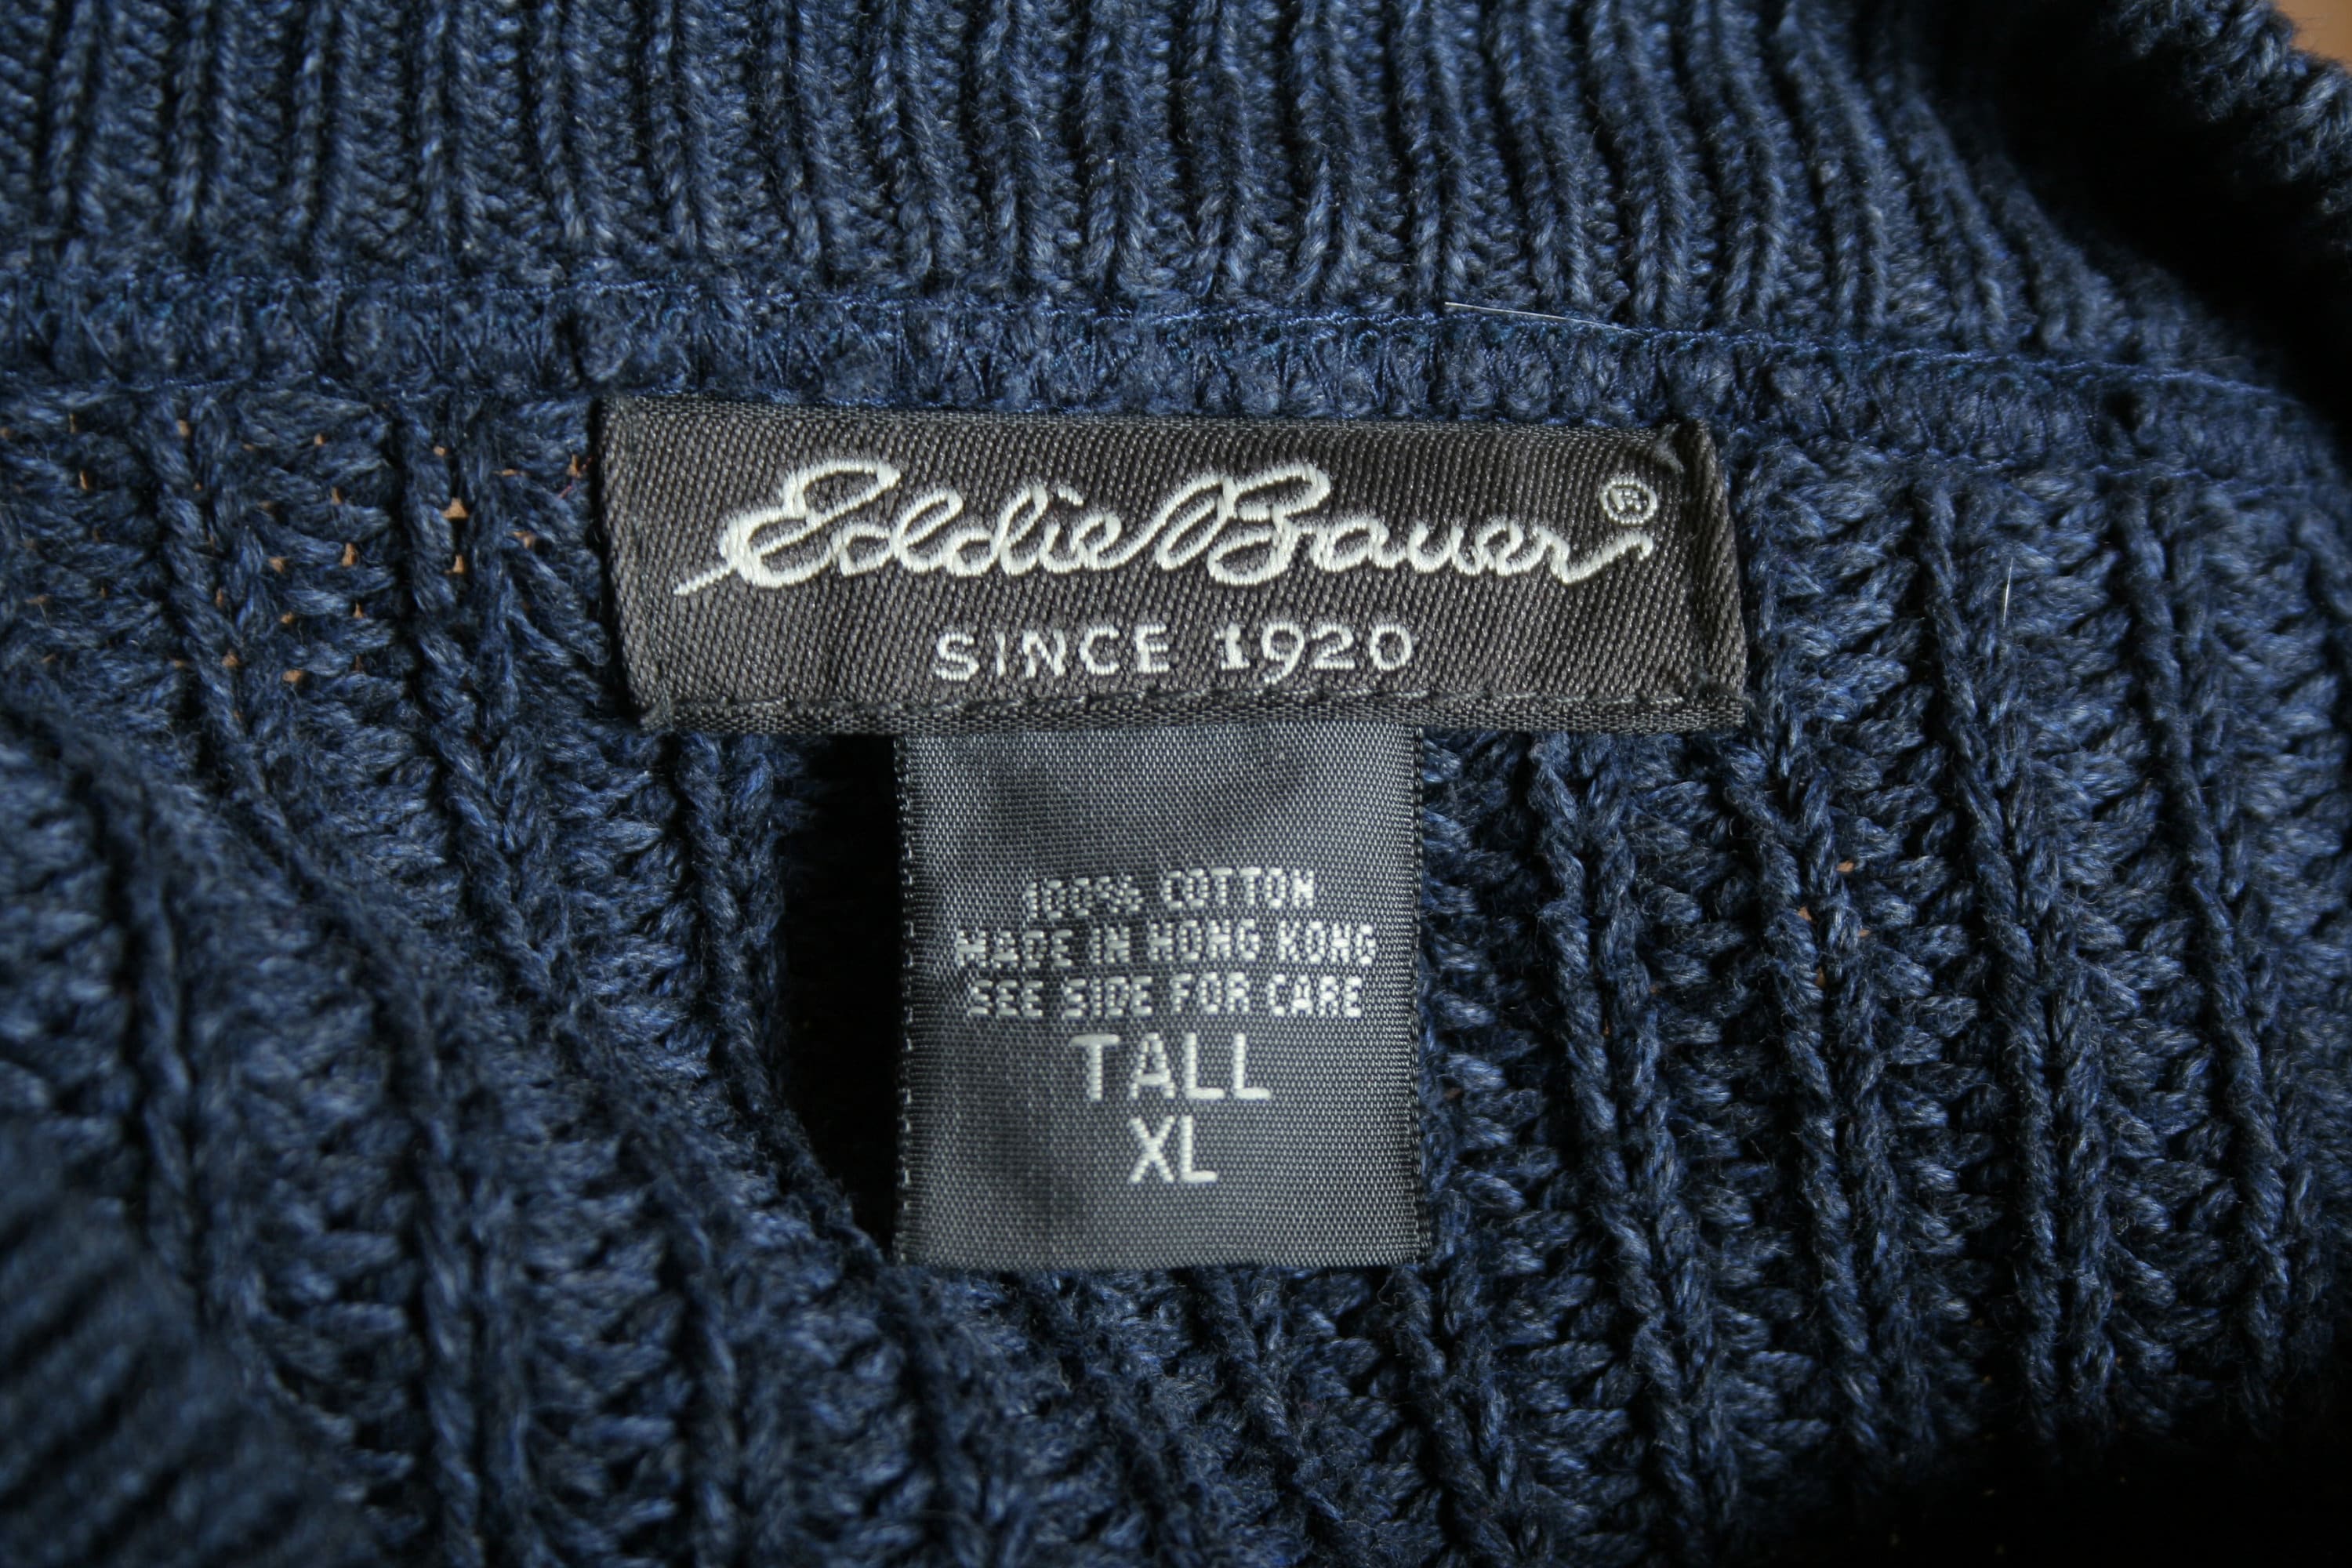 Eddie Bauer®
SINCE 1920
100% COTTON
MADE IN HONG KONG
SEE SIDE FOR CARE
TALL
XL